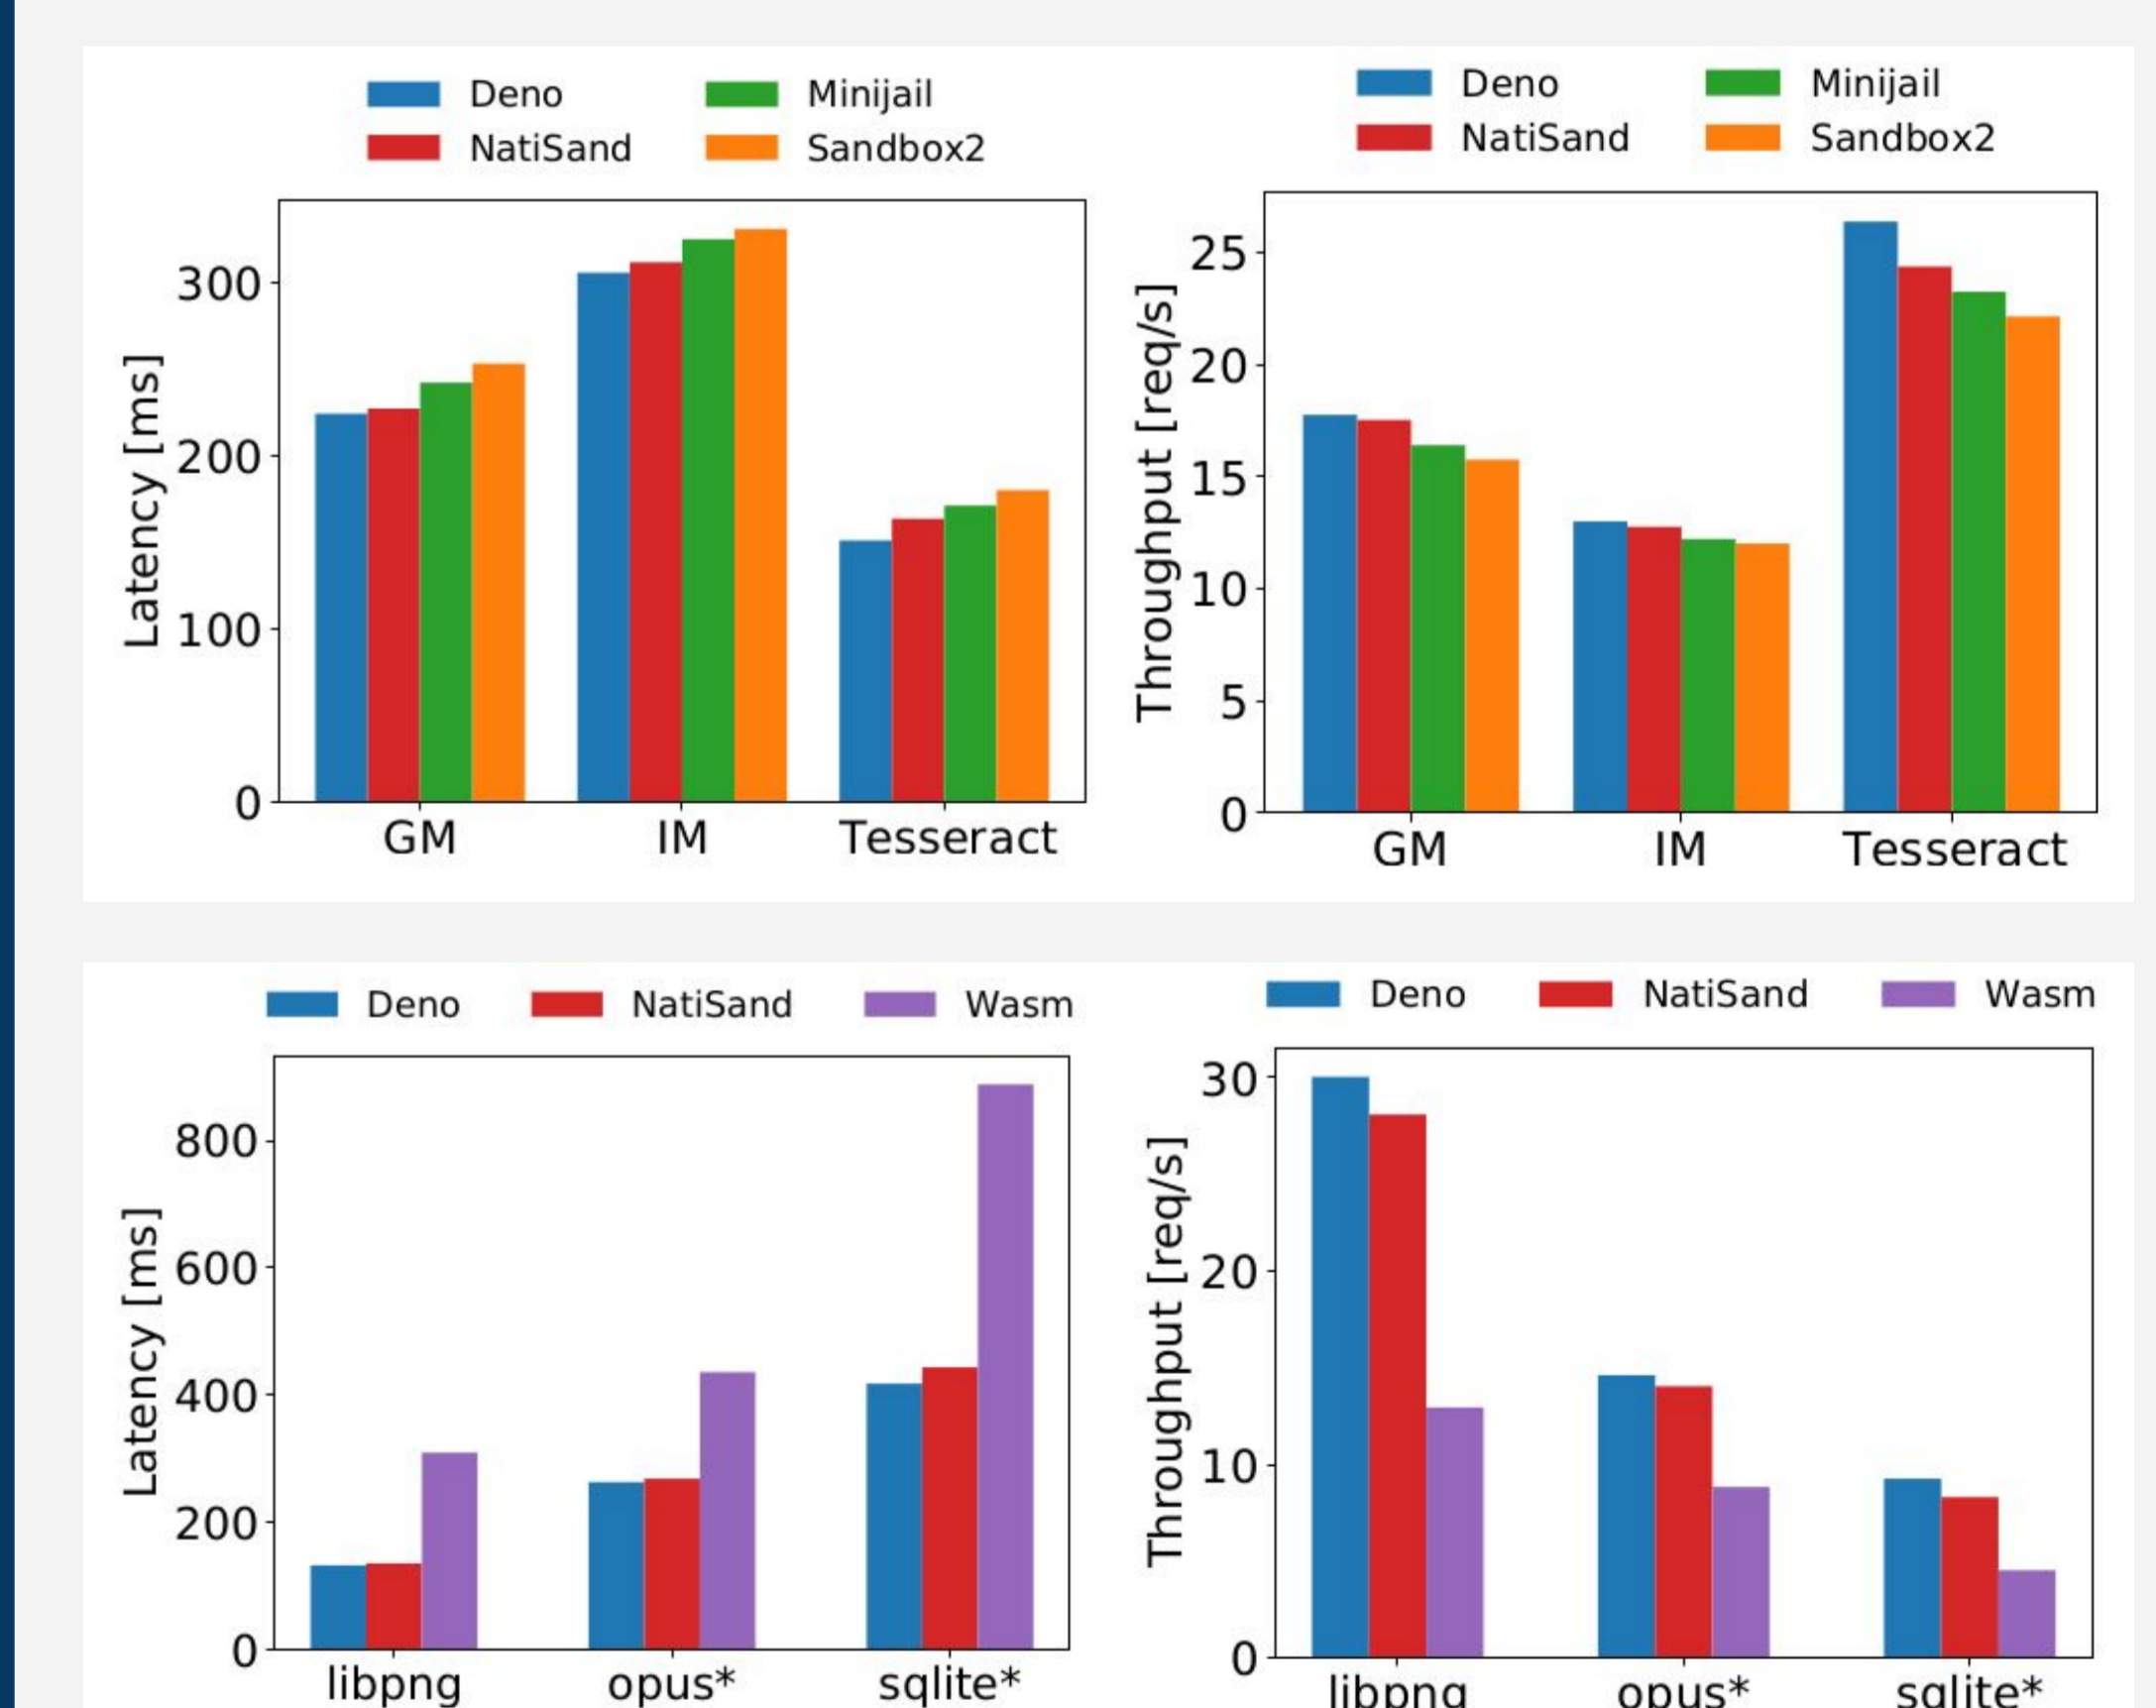 Deno Minijail
NatiSand Sandbox2
Latency [ms]
300
200
100
0
GM IM Tesseract
Deno Minijail
NatiSand Sandbox2
Throughput [req/s]
25
20
15
10
5
0
GM IM Tesseract
Deno NatiSand Wasm
Latency [ms]
800
600
400
200
0
libpng opus* sqlite*
Deno NatiSand Wasm
Throughput [req/s]
30
20
10
0
libpng opus* sqlite*